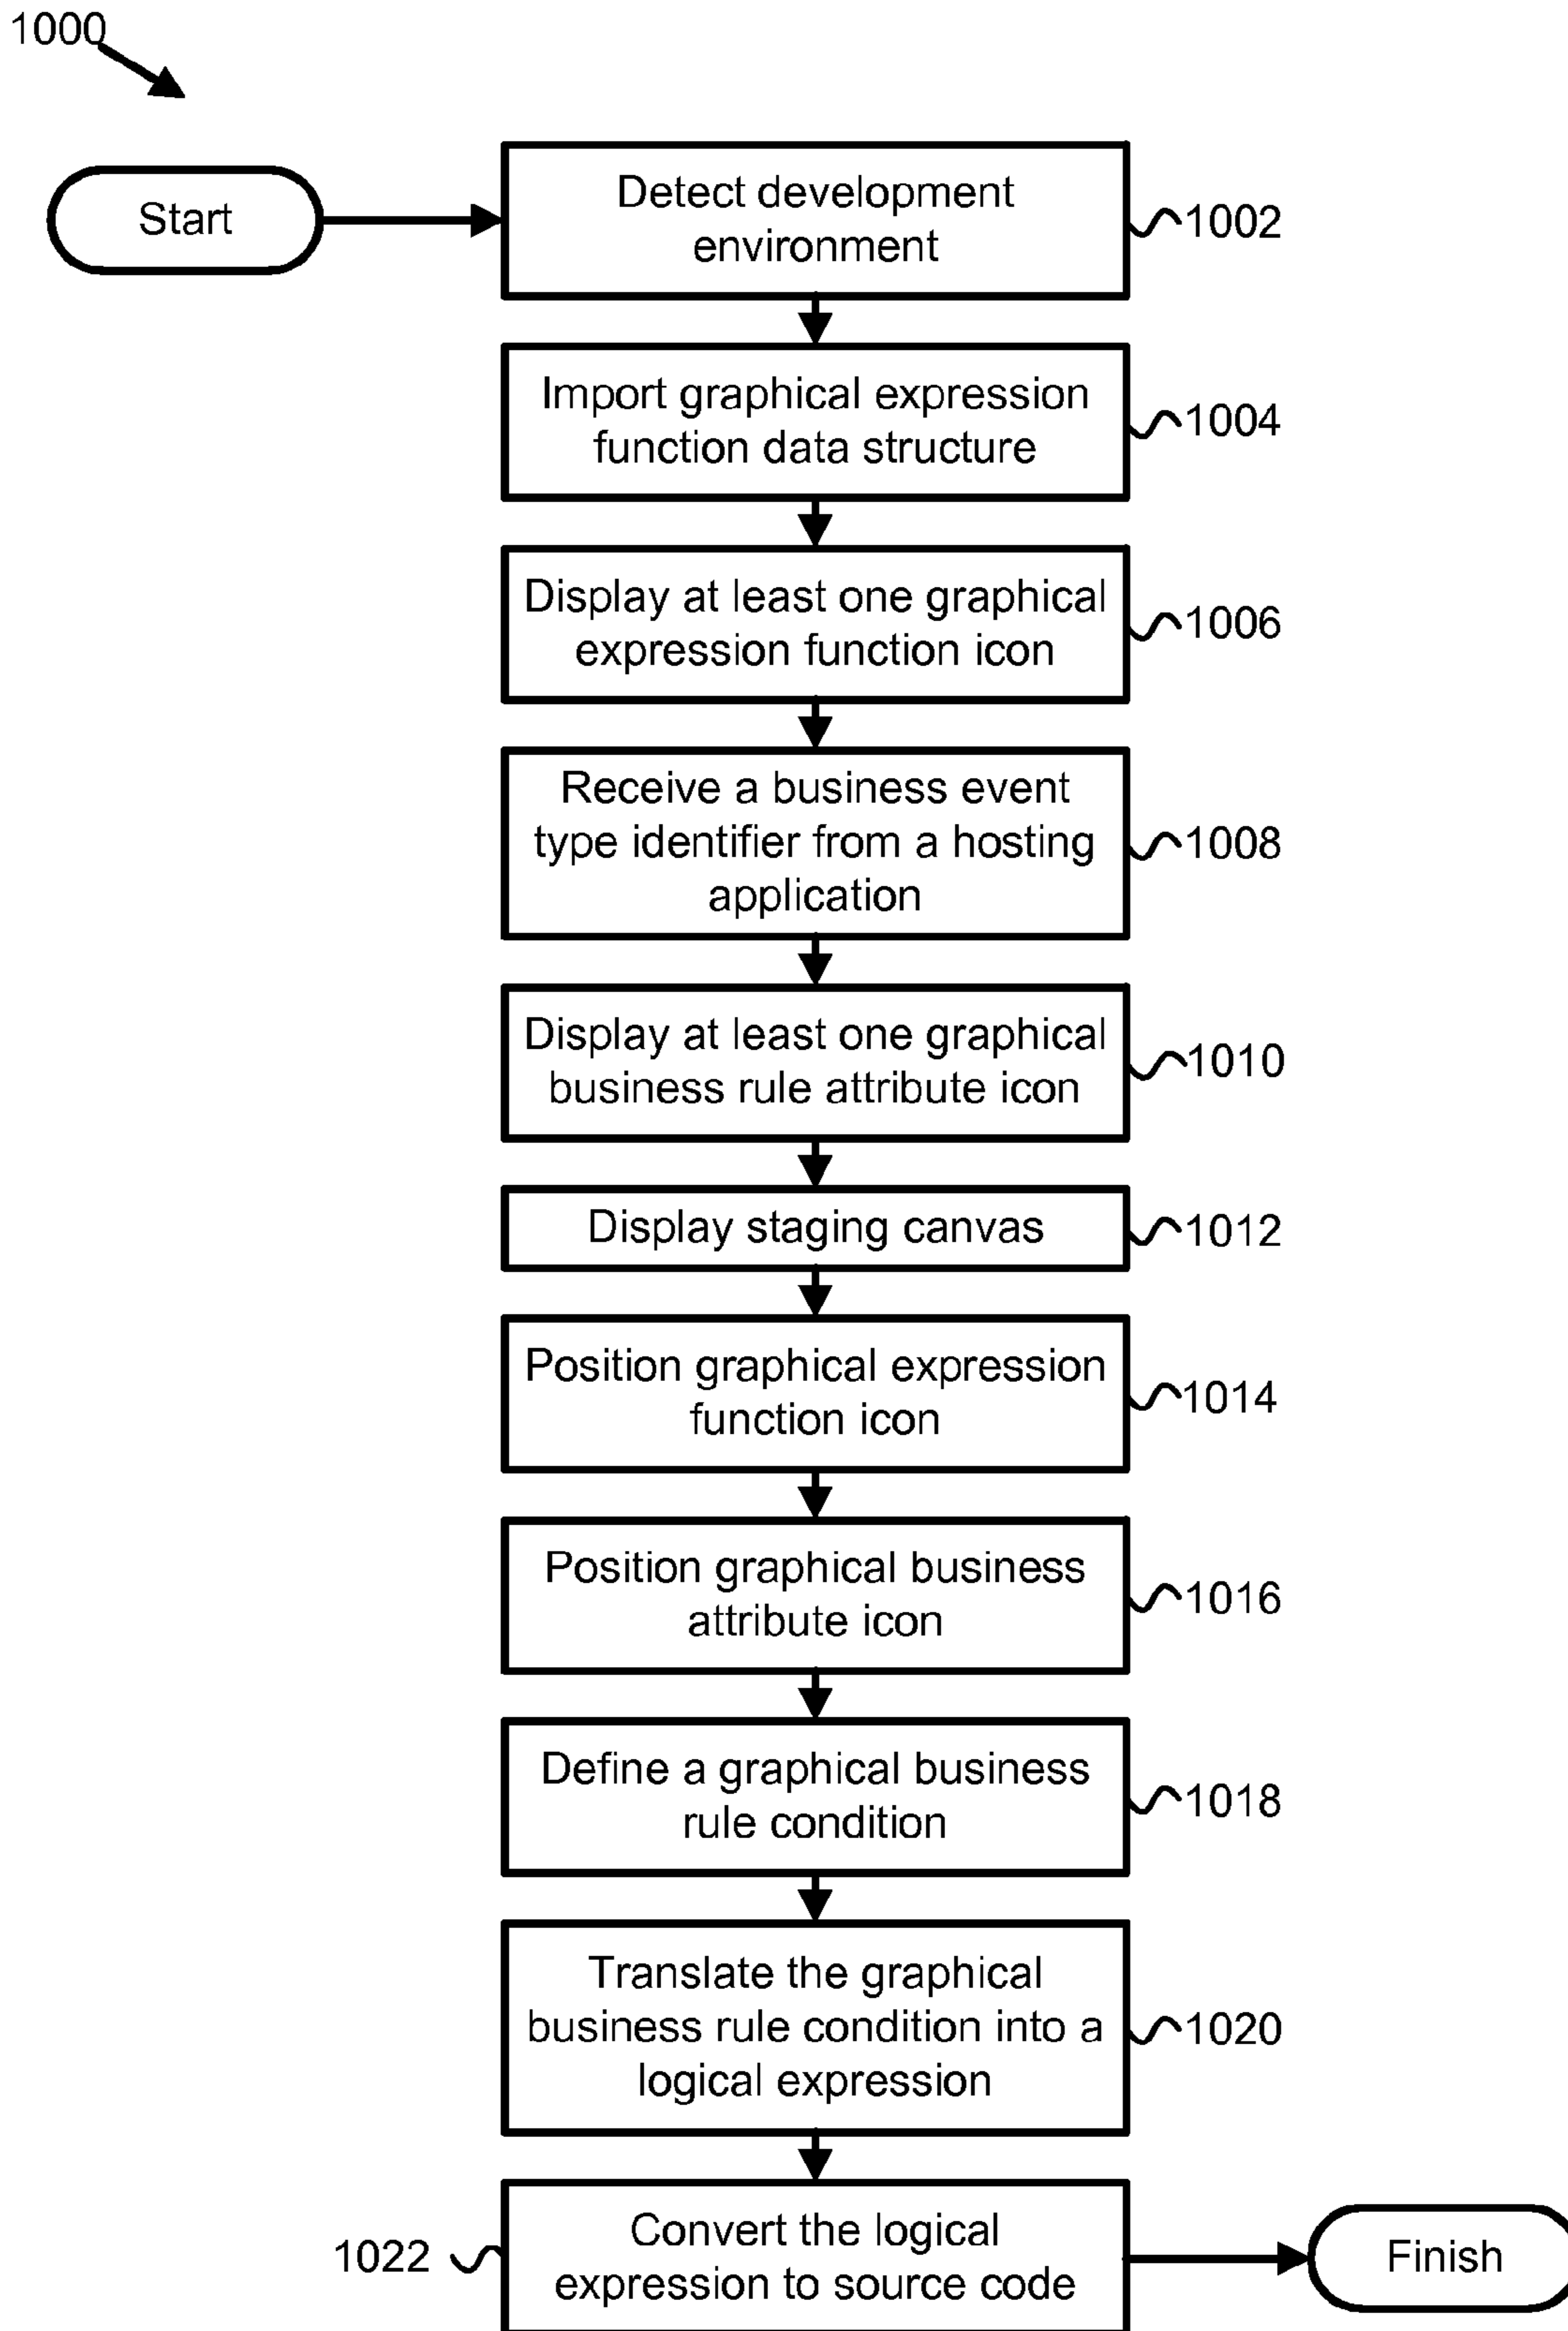 1000
Start
Detect development
environment
1002
Import graphical expression
function data structure
1004
Display at least one graphical
expression function icon
1006
Receive a business event
type identifier from a hosting
application
1008
Display at least one graphical
business rule attribute icon
1010
Display staging canvas
1012
Position graphical expression
function icon
1014
Position graphical business
attribute icon
1016
Define a graphical business
rule condition
1018
Translate the graphical
business rule condition into a
logical expression
1020
Convert the logical
expression to source code
1022
Finish